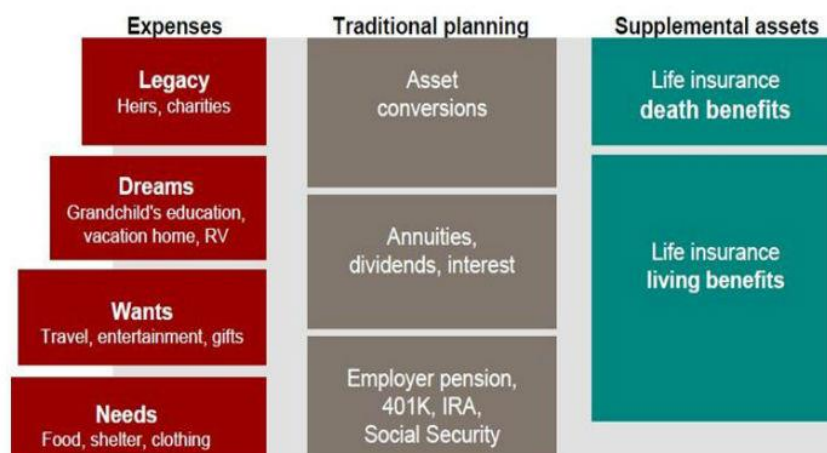 Expenses
Legacy
Heirs, charities
Dreams
Grandchild's education,
vacation home, RV
Wants
Travel, entertainment, gifts
Needs
Food, shelter, clothing
Traditional planning
Asset
conversions
Annuities,
dividends, interest
Employer pension,
401K, IRA,
Social Security
Supplemental assets
Life insurance
death benefits
Life insurance
living benefits